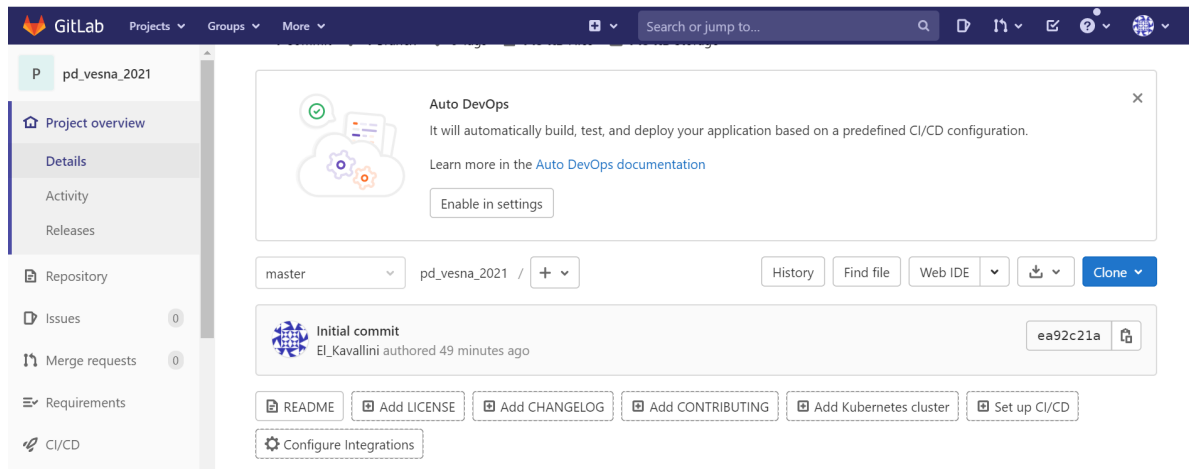 GitLab Projects Groups More Search or jump to...
P pd_vesna_2021
Project overview
Details
Activity
Releases
Repository
Issues 0
Merge requests 0
Requirements
CI/CD
Auto DevOps
It will automatically build, test, and deploy your application based on a predefined CI/CD configuration.
Learn more in the Auto DevOps documentation
Enable in settings
master pd_vesna_2021 / + History Find file Web IDE Clone
Initial commit
El_Kavallini authored 49 minutes ago
ea92c21a
README Add LICENSE Add CHANGELOG Add CONTRIBUTING Add Kubernetes cluster Set up CI/CD
Configure Integrations